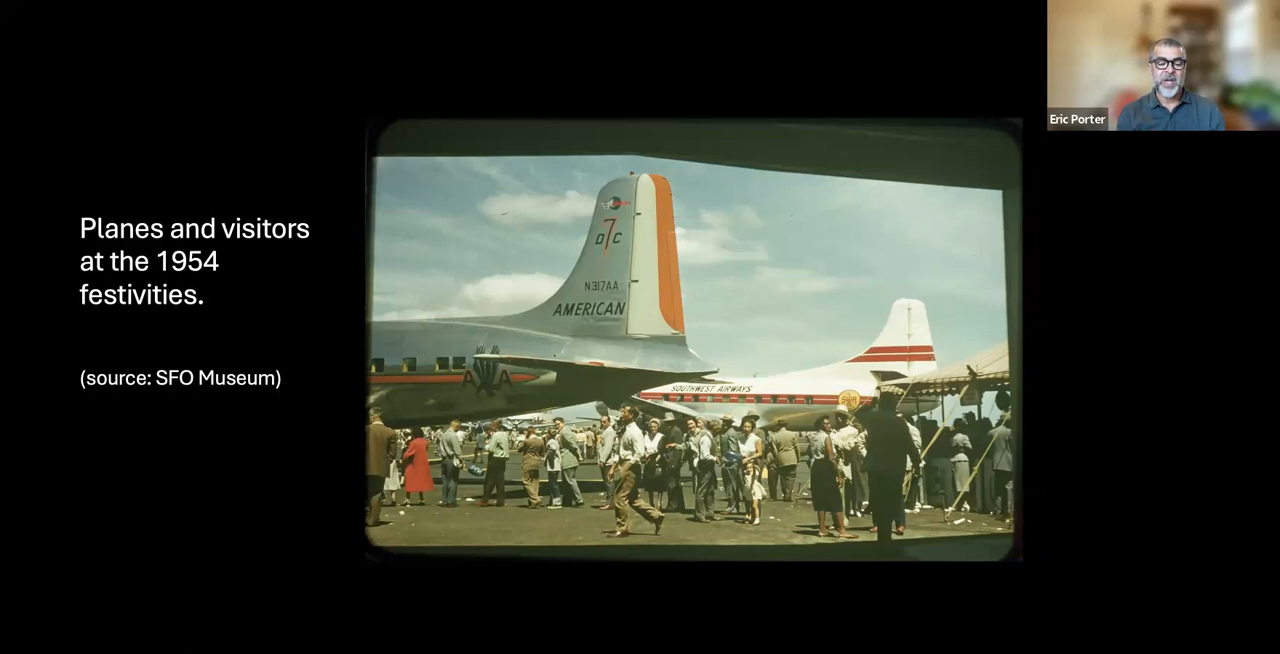 Planes and visitors
at the 1954
festivities.
(source: SFO Museum)
Eric Porter
7
DC
N317AA
AMERICAN
AA
SOUTHWEST AIRWAYS